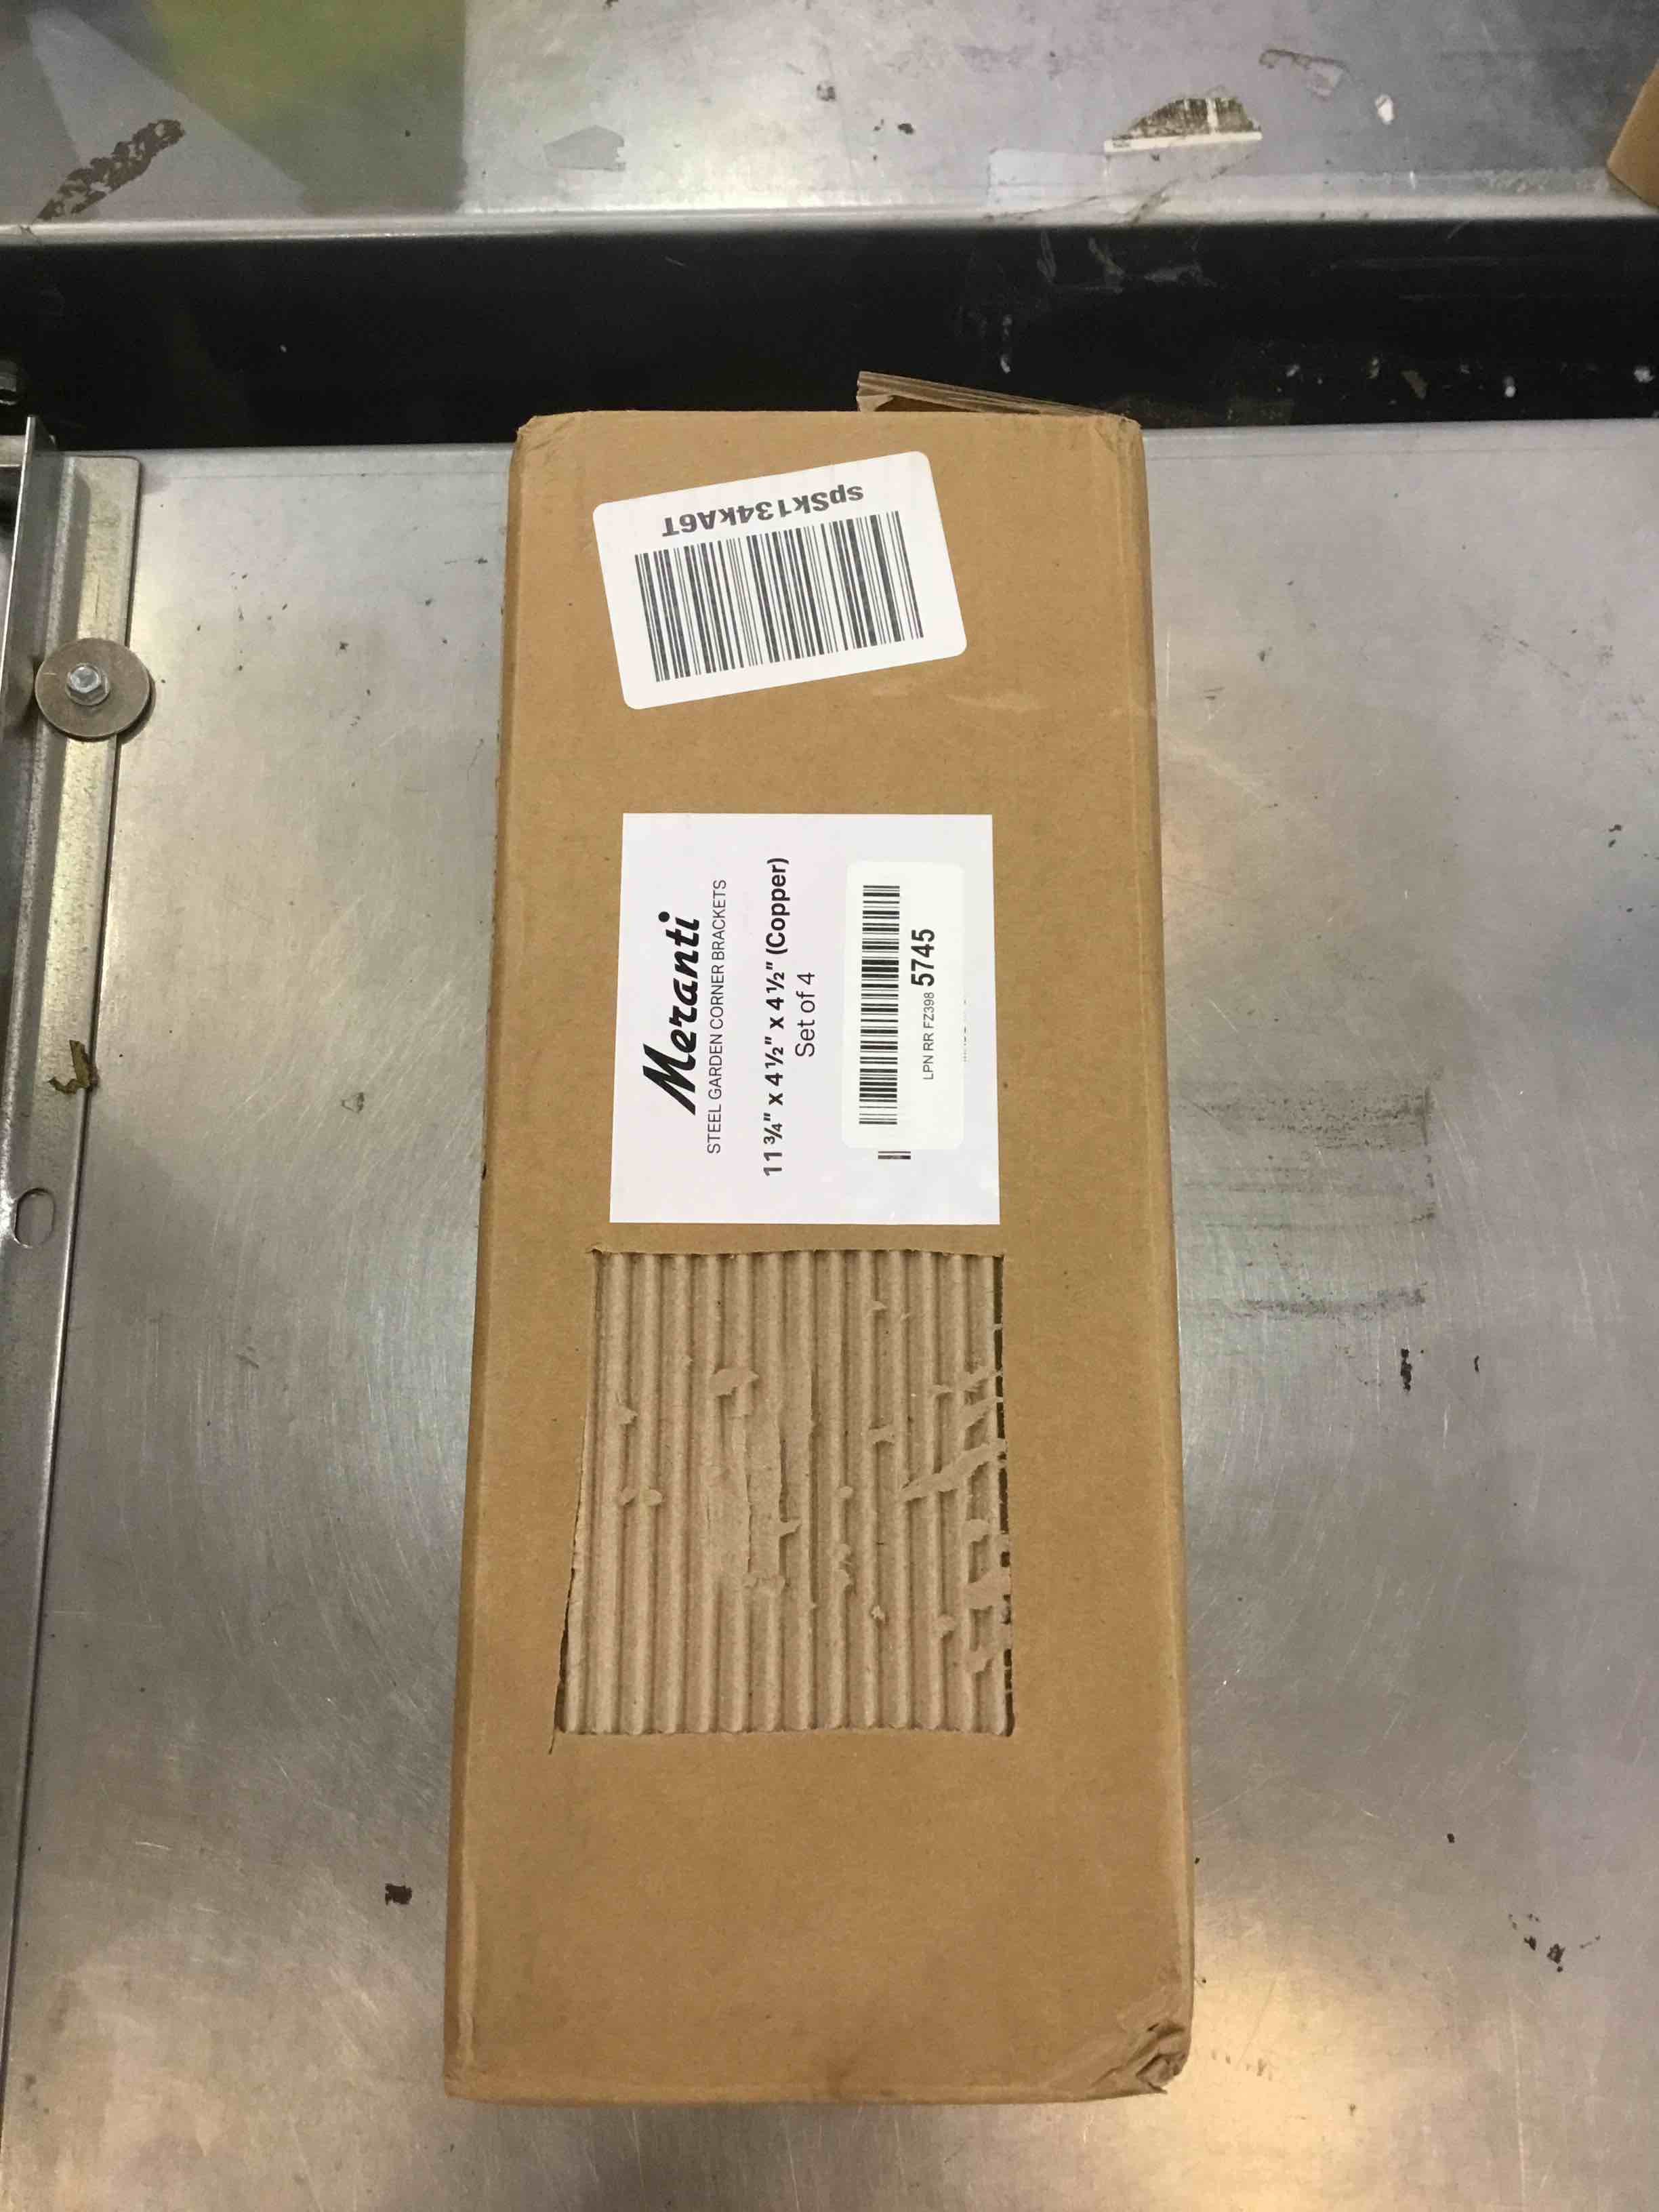 spSk134kA6T
Meranti
STEEL GARDEN CORNER BRACKETS
11 ¾" x 4 ½" x 4 ½" (Copper)
Set of 4
LPN RR FZ398 5745